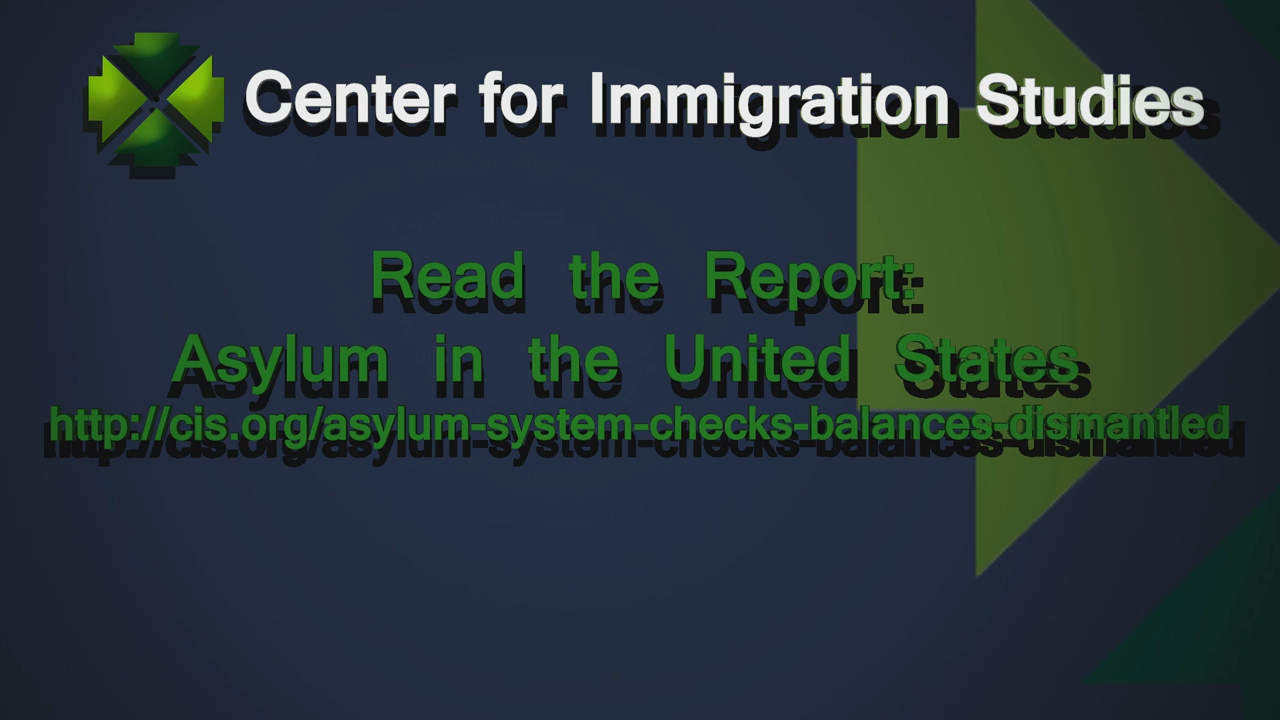 Center for Immigration Studies
Read the Report:
Asylum in the United States
http://cis.org/asylum-system-checks-balances-dismantled